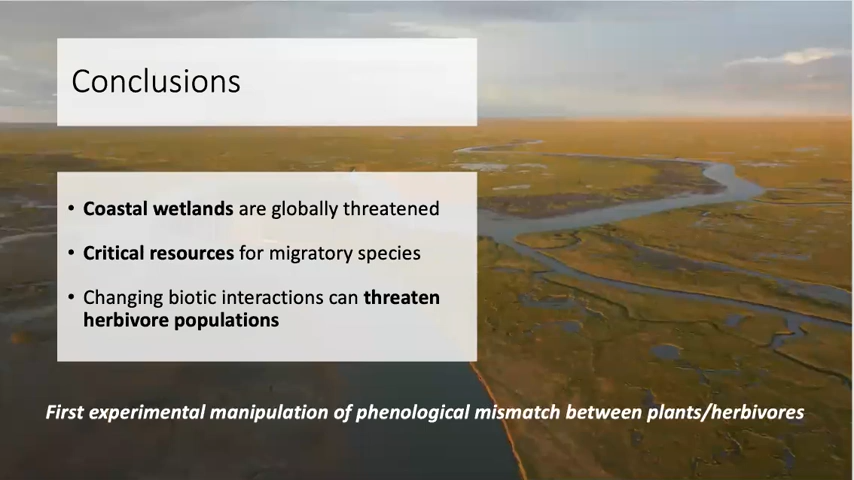 Conclusions
• Coastal wetlands are globally threatened
• Critical resources for migratory species
• Changing biotic interactions can threaten
herbivore populations
First experimental manipulation of phenological mismatch between plants/herbivores